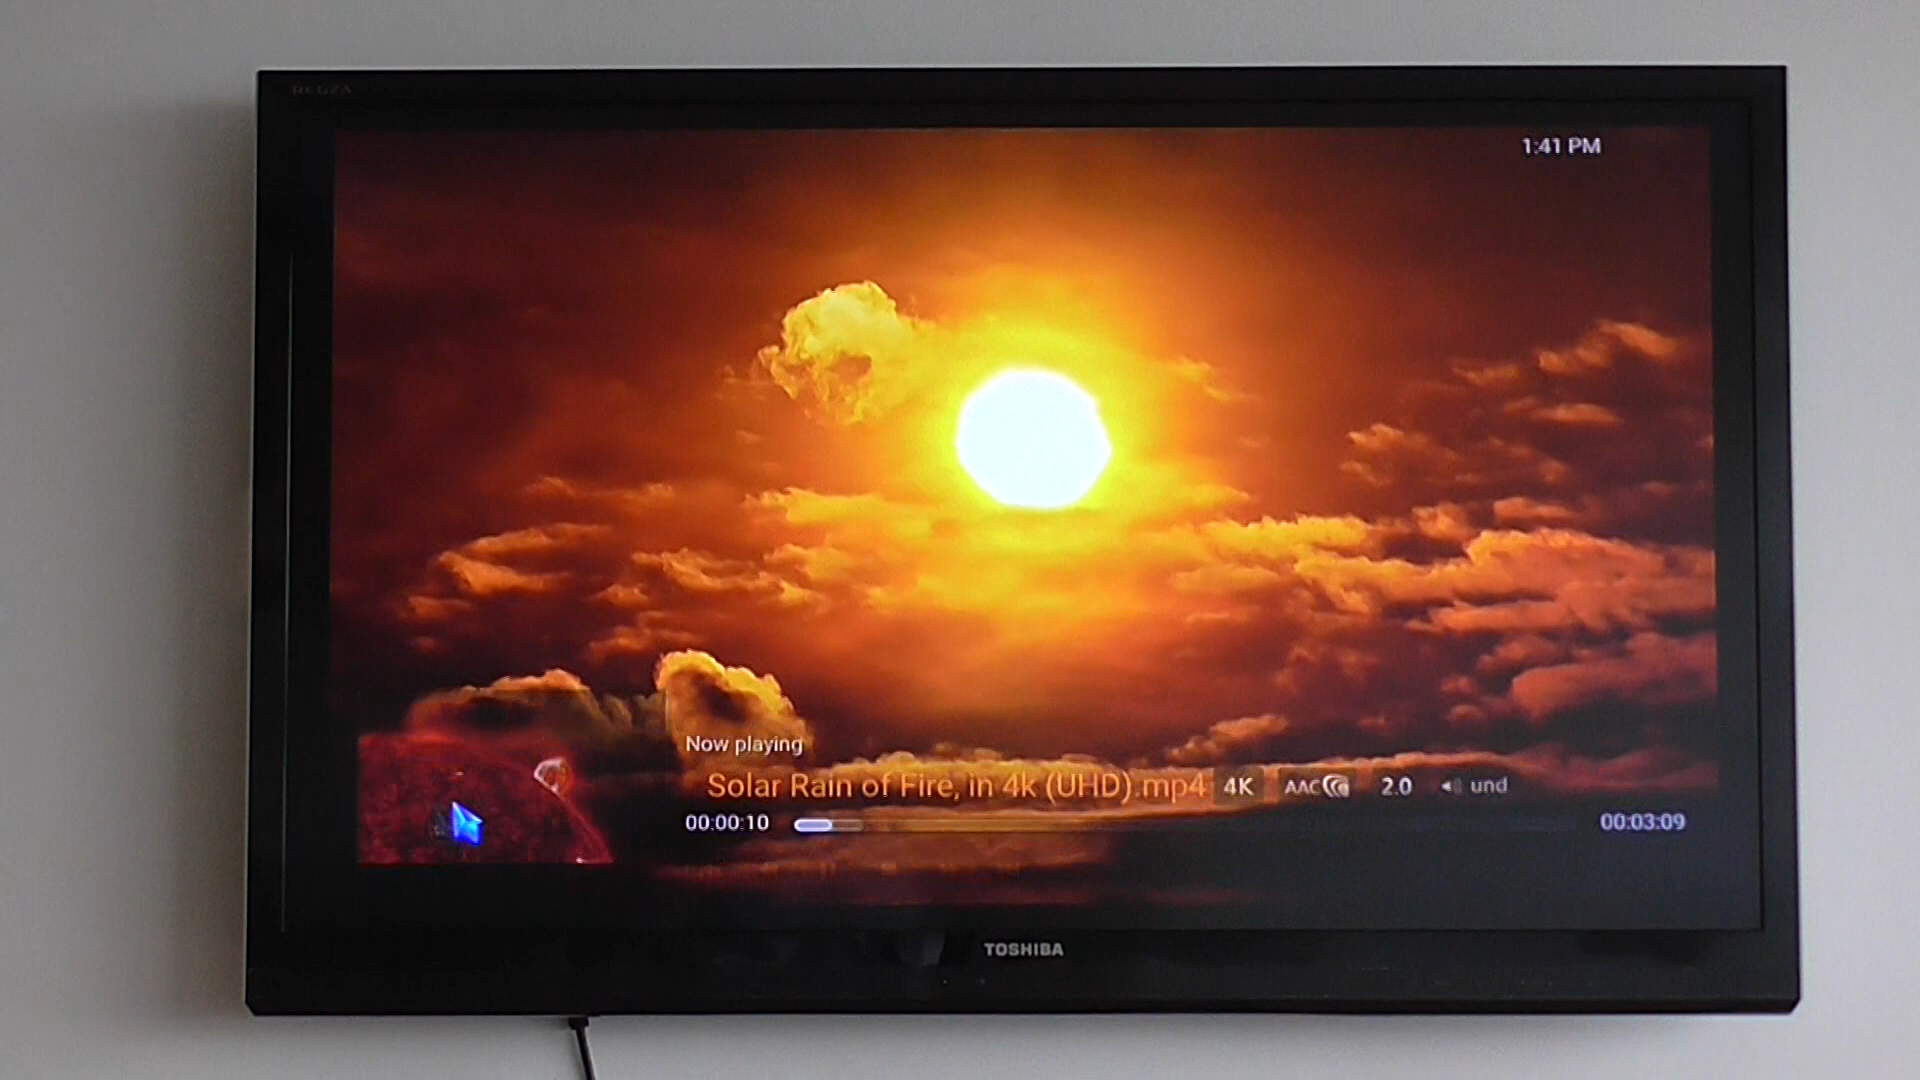 REGZA
1:41 PM
Now playing
Solar Rain of Fire, in 4k (UHD).mp4 4K AAC 2.0 und
00:00:10 00:03:09
TOSHIBA